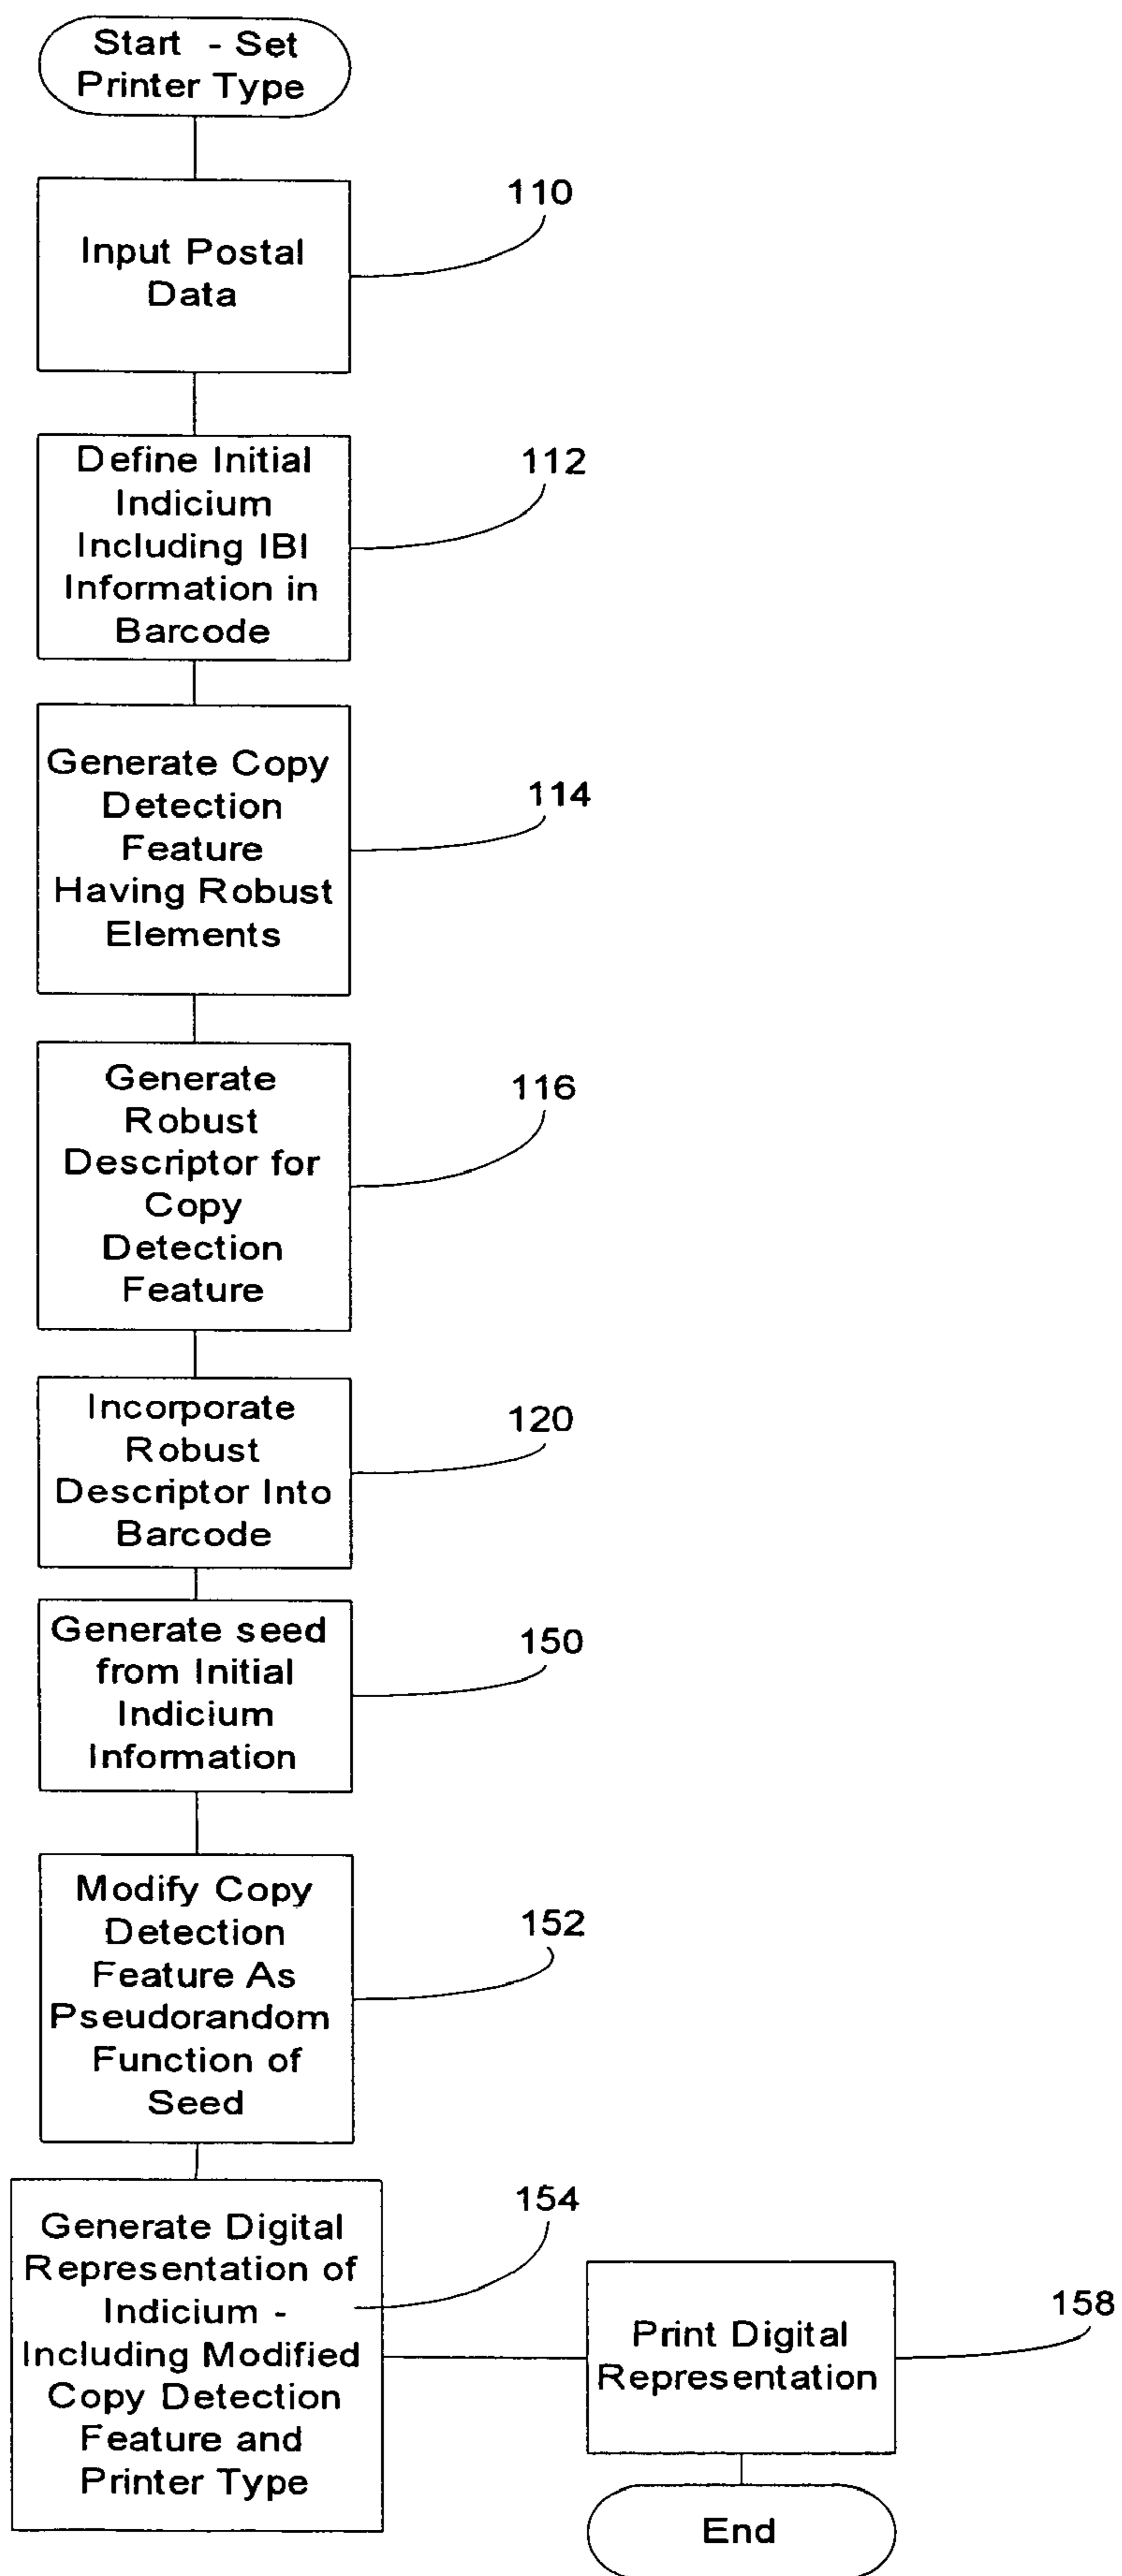 Start - Set
Printer Type
110
Input Postal
Data
112
Define Initial
Indicium
Including IBI
Information in
Barcode
114
Generate Copy
Detection
Feature
Having Robust
Elements
116
Generate
Robust
Descriptor for
Copy
Detection
Feature
120
Incorporate
Robust
Descriptor Into
Barcode
150
Generate seed
from Initial
Indicium
Information
152
Modify Copy
Detection
Feature As
Pseudorandom
Function of
Seed
154
Generate Digital
Representation of
Indicium -
Including Modified
Copy Detection
Feature and
Printer Type
158
Print Digital
Representation
End